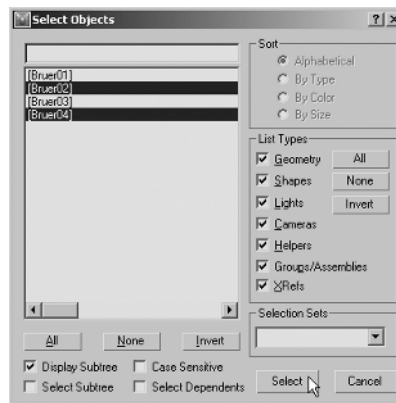 Select Objects
[Bruer01]
[Bruer02]
[Bruer03]
[Bruer04]
All None Invert
Display Subtree Case Sensitive
Select Subtree Select Dependents
Sort
Alphabetical
By Type
By Color
By Size
List Types
Geometry All
Shapes None
Lights Invert
Cameras
Helpers
Groups/Assemblies
XRefs
Selection Sets
Select Cancel